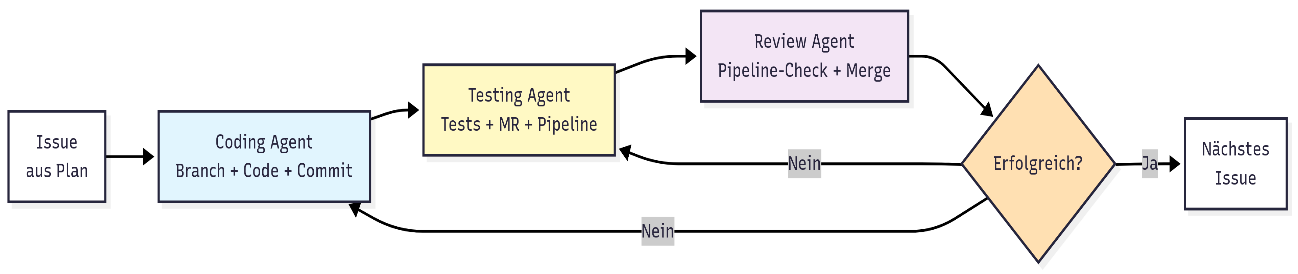 Issue
aus Plan
Coding Agent
Branch + Code + Commit
Testing Agent
Tests + MR + Pipeline
Review Agent
Pipeline-Check + Merge
Erfolgreich?
Nein
Nein
Ja
Nächstes
Issue